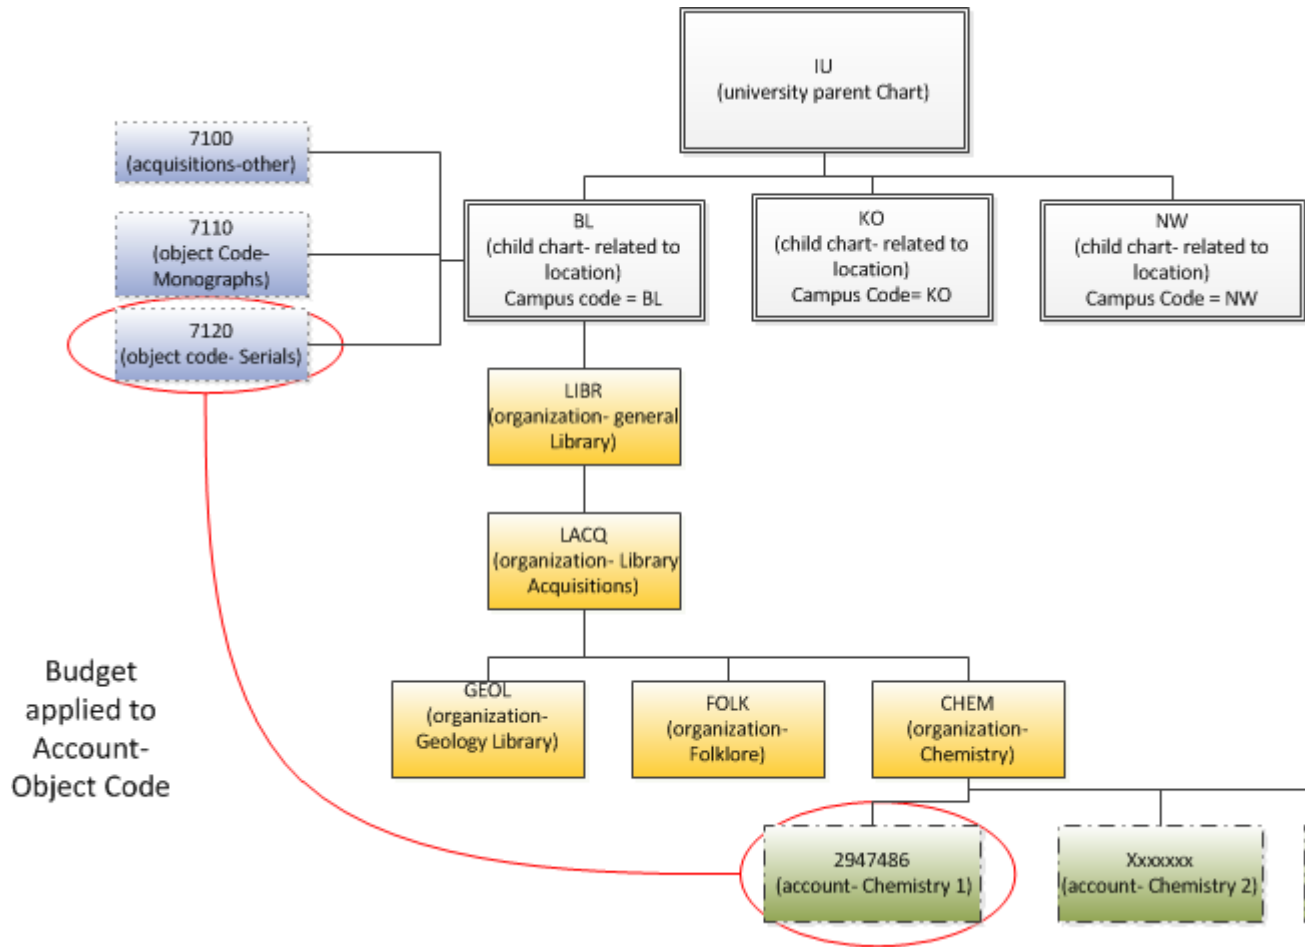 IU
(university parent Chart)
7100
(acquisitions-other)
7110
(object Code-
Monographs)
7120
(object code- Serials)
BL
(child chart- related to
location)
Campus code = BL
KO
(child chart- related to
location)
Campus Code= KO
NW
(child chart- related to
location)
Campus Code = NW
LIBR
(organization- general
Library)
LACQ
(organization- Library
Acquisitions)
Budget
applied to
Account-
Object Code
GEOL
(organization-
Geology Library)
FOLK
(organization-
Folklore)
CHEM
(organization-
Chemistry)
2947486
(account- Chemistry 1)
Xxxxxxx
(account- Chemistry 2)